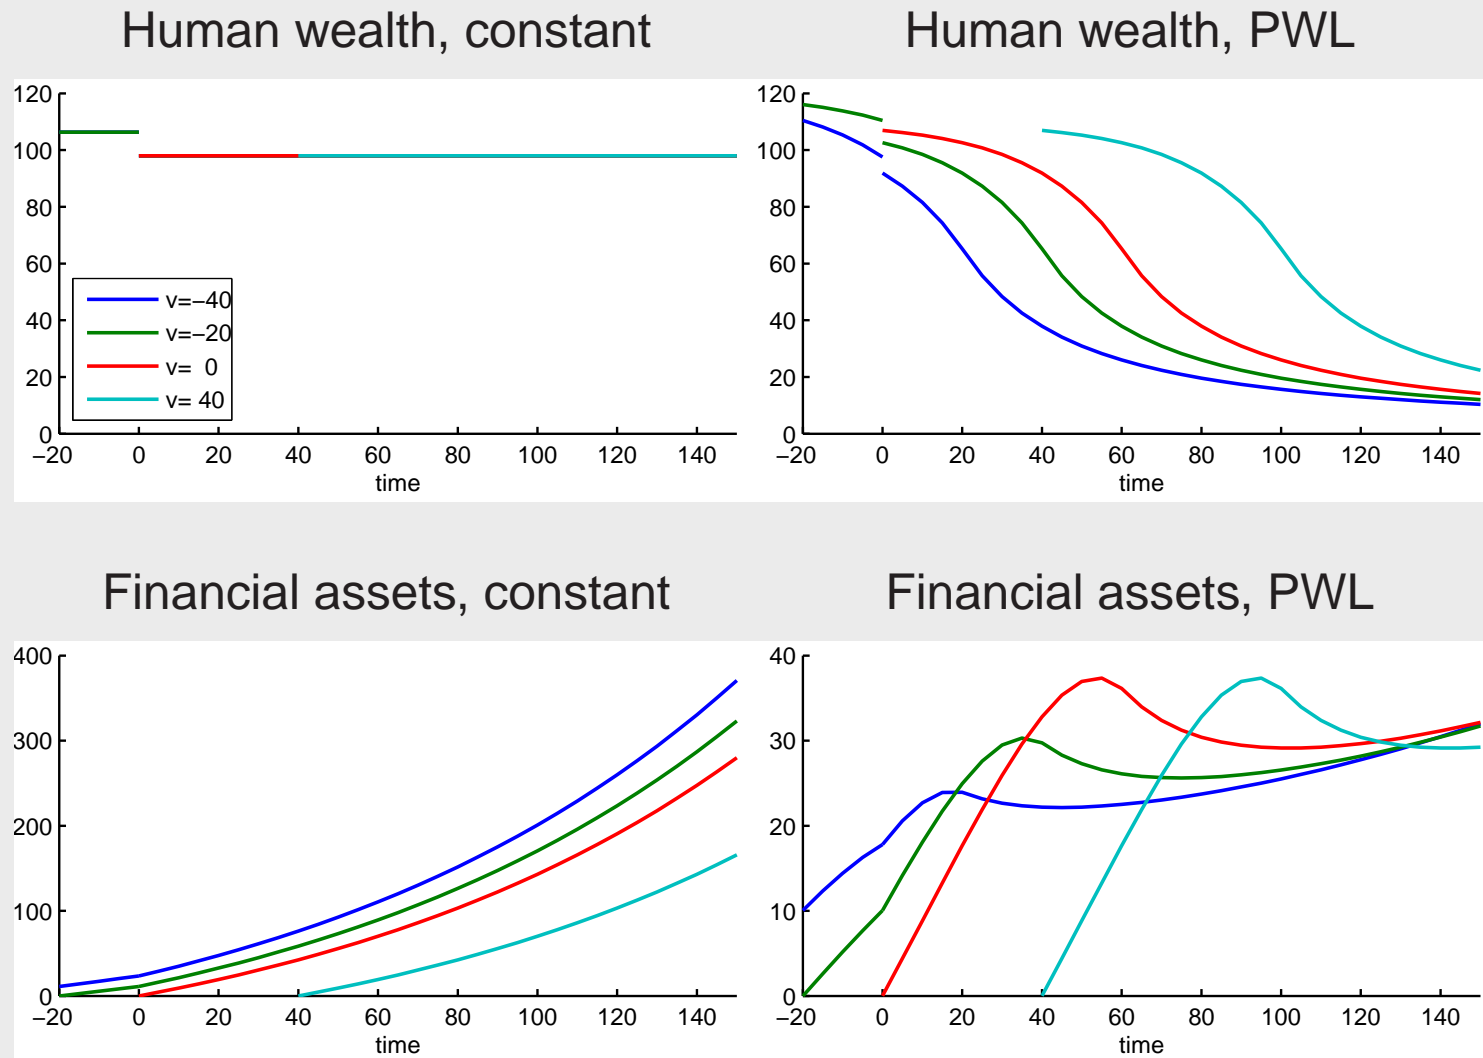 Human wealth, constant
Human wealth, PWL
120
100
80
60
40
20
0
−20 0 20 40 60 80 100 120 140
time
v=−40
v=−20
v= 0
v= 40
120
100
80
60
40
20
0
−20 0 20 40 60 80 100 120 140
time
Financial assets, constant
Financial assets, PWL
400
300
200
100
0
−20 0 20 40 60 80 100 120 140
time
40
30
20
10
0
−20 0 20 40 60 80 100 120 140
time